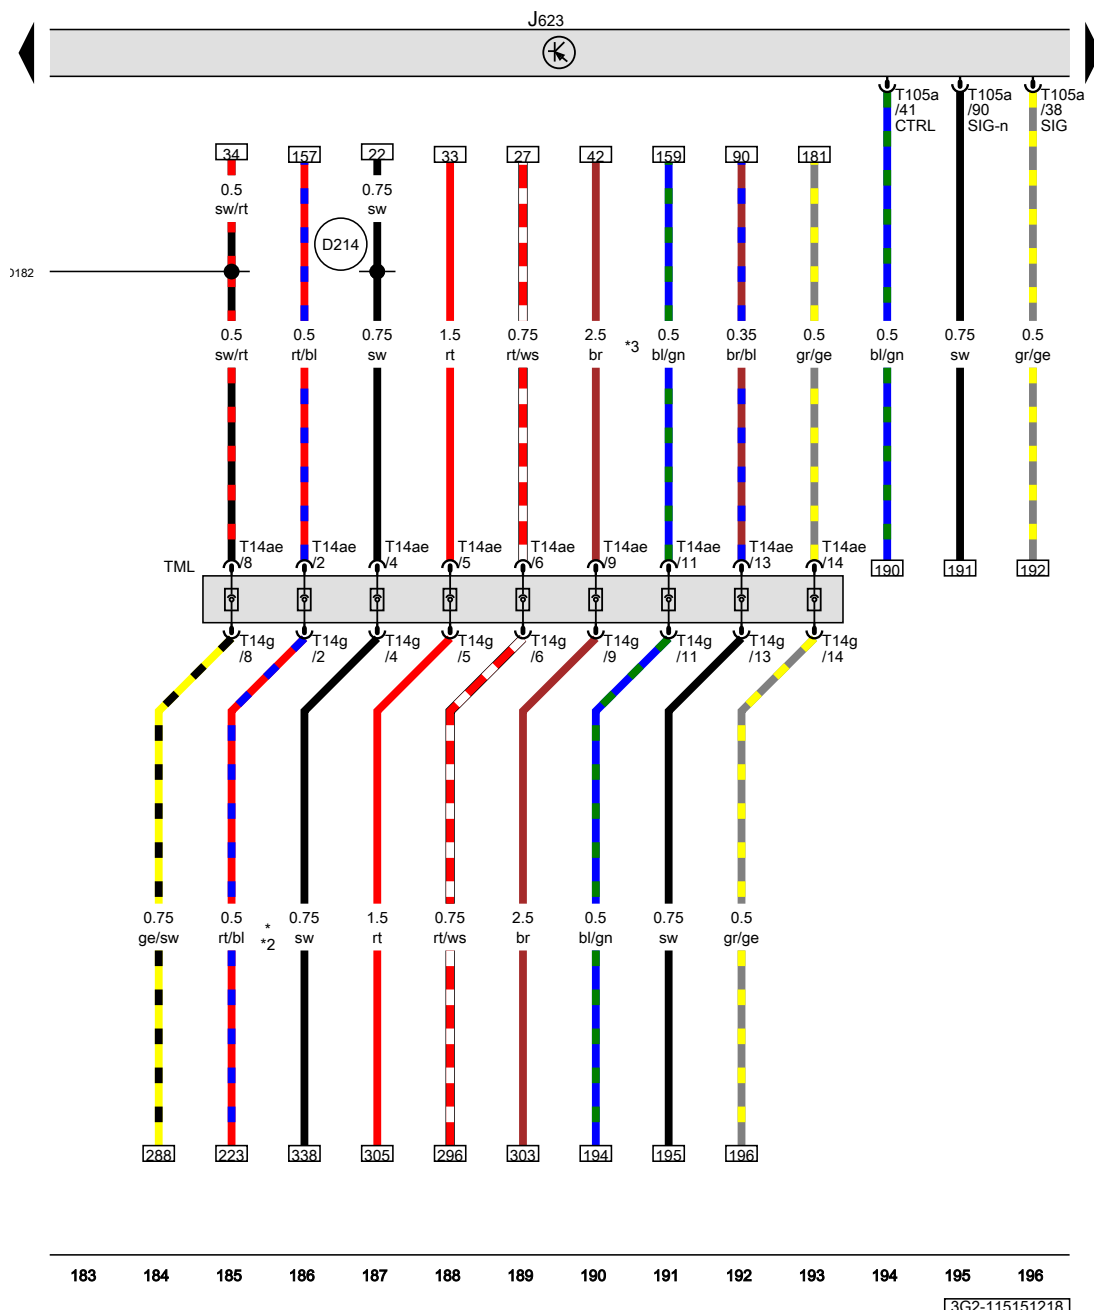 J623
T105a T105a T105a
/41 /90 /38
CTRL SIG-n SIG
34 157 22 33 27 42 159 90 181
0.5 0.75
sw/rt sw
D214
0.5 0.5 0.75 1.5 0.75 2.5 *3 0.5 0.35 0.5 0.5 0.75 0.5
sw/rt rt/bl sw rt rt/ws br bl/gn br/bl gr/ge bl/gn sw gr/ge
T14ae T14ae T14ae T14ae T14ae T14ae T14ae T14ae T14ae
TML /8 /2 /4 /5 /6 /9 /11 /13 /14 190 191 192
T14g T14g T14g T14g T14g T14g T14g T14g T14g
/8 /2 /4 /5 /6 /9 /11 /13 /14
0.75 0.5 * 0.75 1.5 0.75 2.5 0.5 0.75 0.5
ge/sw rt/bl *2 sw rt rt/ws br bl/gn sw gr/ge
288 223 338 305 296 303 194 195 196
183 184 185 186 187 188 189 190 191 192 193 194 195 196
3G2-115151218